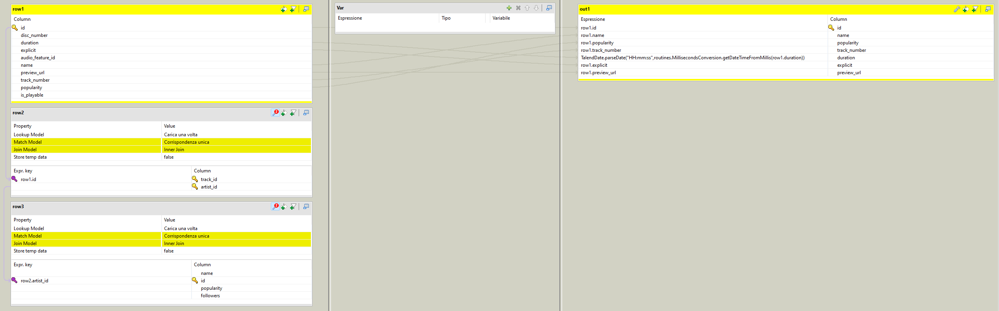 row1
Column
id
disc_number
duration
explicit
audio_feature_id
name
preview_url
track_number
popularity
is_playable
row2
2
Property Value
Lookup Model Carica una volta
Match Model Corrispondenza unica
Join Model Inner Join
Store temp data false
Expr. key Column
row1.id track_id
artist_id
row3
2
Property Value
Lookup Model Carica una volta
Match Model Corrispondenza unica
Join Model Inner Join
Store temp data false
Expr. key Column
name
row2.artist_id id
popularity
followers
Var
Espressione Tipo Variabile
out1
Espressione Column
row1.id id
row1.name name
row1.popularity popularity
row1.track_number track_number
TalendDate.parseDate("HH:mm:ss",routines.MillisecondsConversion.getDateTimeFromMillis(row1.duration)) duration
row1.explicit explicit
row1.preview_url preview_url